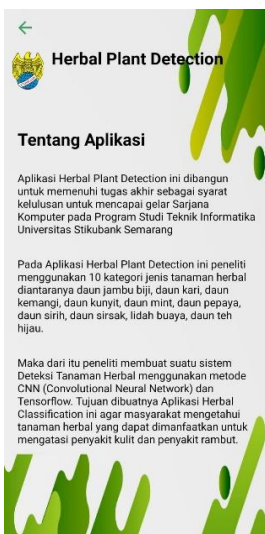 Herbal Plant Detection
Tentang Aplikasi
Aplikasi Herbal Plant Detection ini dibangun
untuk memenuhi tugas akhir sebagai syarat
kelulusan untuk mencapai gelar Sarjana
Komputer pada Program Studi Teknik Informatika
Universitas Stikubank Semarang
Pada Aplikasi Herbal Plant Detection ini peneliti
menggunakan 10 kategori jenis tanaman herbal
diantaranya daun jambu biji, daun kari, daun
kemangi, daun kunyit, daun mint, daun pepaya,
daun sirih, daun sirsak, lidah buaya, daun teh
hijau.
Maka dari itu peneliti membuat suatu sistem
Deteksi Tanaman Herbal menggunakan metode
CNN (Convolutional Neural Network) dan
Tensorflow. Tujuan dibuatnya Aplikasi Herbal
Classification ini agar masyarakat mengetahui
tanaman herbal yang dapat dimanfaatkan untuk
mengatasi penyakit kulit dan penyakit rambut.